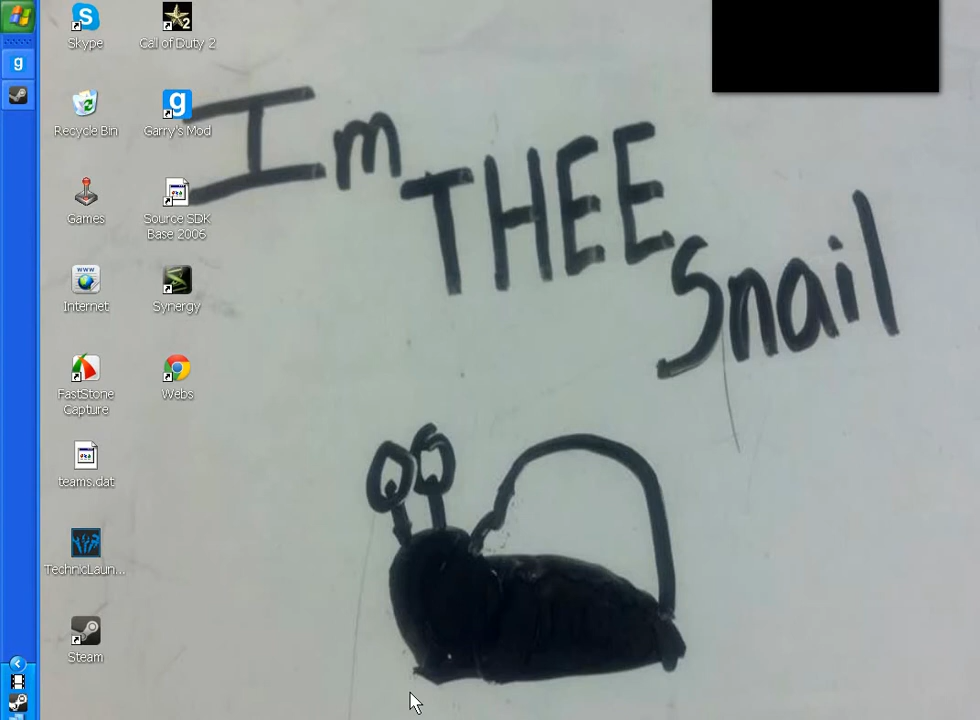 Skype
Call of Duty 2
Recycle Bin
Garry's Mod
Games
Source SDK
Base 2006
Internet
Synergy
FastStone
Capture
Webs
teams.dat
TechnicLaun...
Steam
Im
THEE
Snail